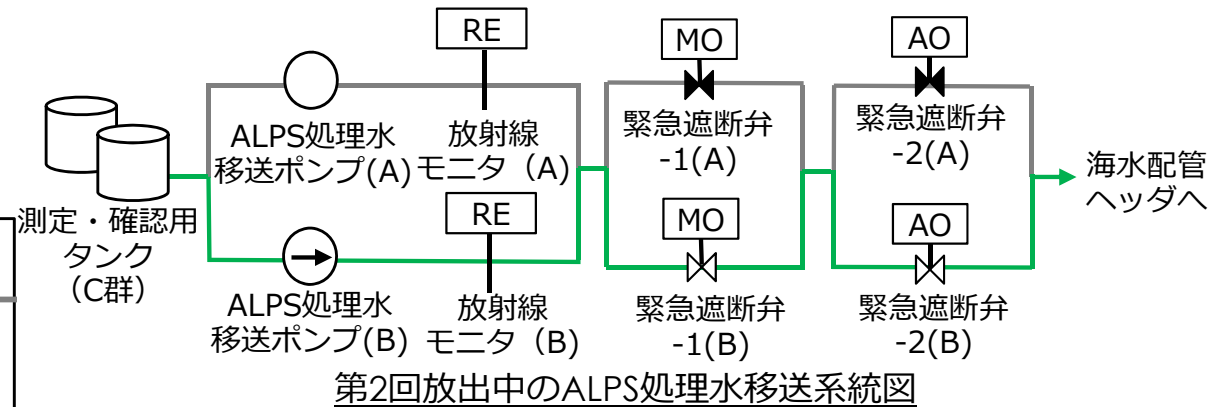 RE
MO
AO
ALPS処理水
移送ポンプ(A)
放射線
モニタ（A)
緊急遮断弁
-1(A)
緊急遮断弁
-2(A)
測定・確認用
タンク
（C群）
RE
MO
AO
海水配管
ヘッダへ
ALPS処理水
移送ポンプ(B)
放射線
モニタ（B)
緊急遮断弁
-1(B)
緊急遮断弁
-2(B)
第2回放出中のALPS処理水移送系統図